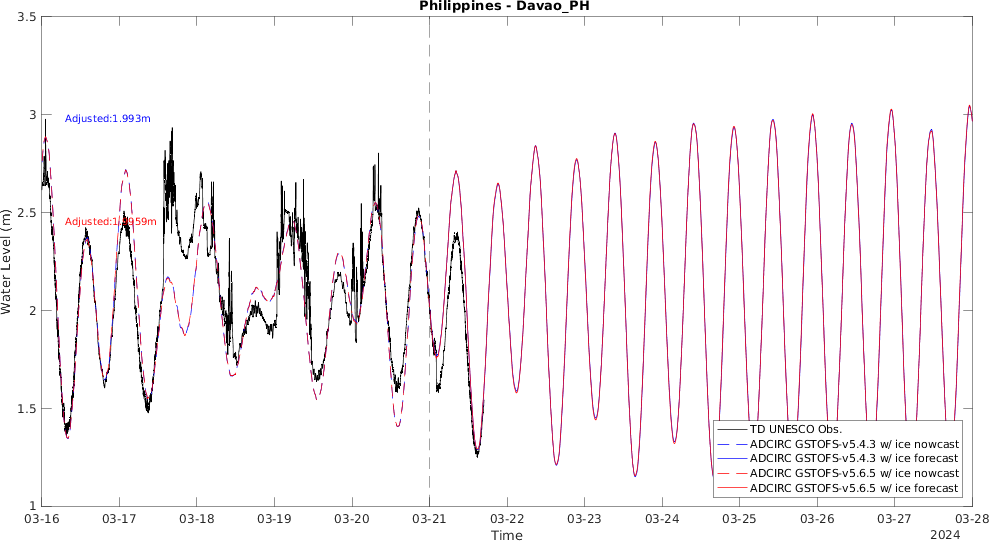 Philippines - Davao_PH
3.5
3
2.5
2
1.5
1
Water Level (m)
Adjusted:1.993m
Adjusted:1.9959m
TD UNESCO Obs.
ADCIRC GSTOFS-v5.4.3 w/ ice nowcast
ADCIRC GSTOFS-v5.4.3 w/ ice forecast
ADCIRC GSTOFS-v5.6.5 w/ ice nowcast
ADCIRC GSTOFS-v5.6.5 w/ ice forecast
03-16 03-17 03-18 03-19 03-20 03-21 03-22 03-23 03-24 03-25 03-26 03-27 03-28
Time
2024